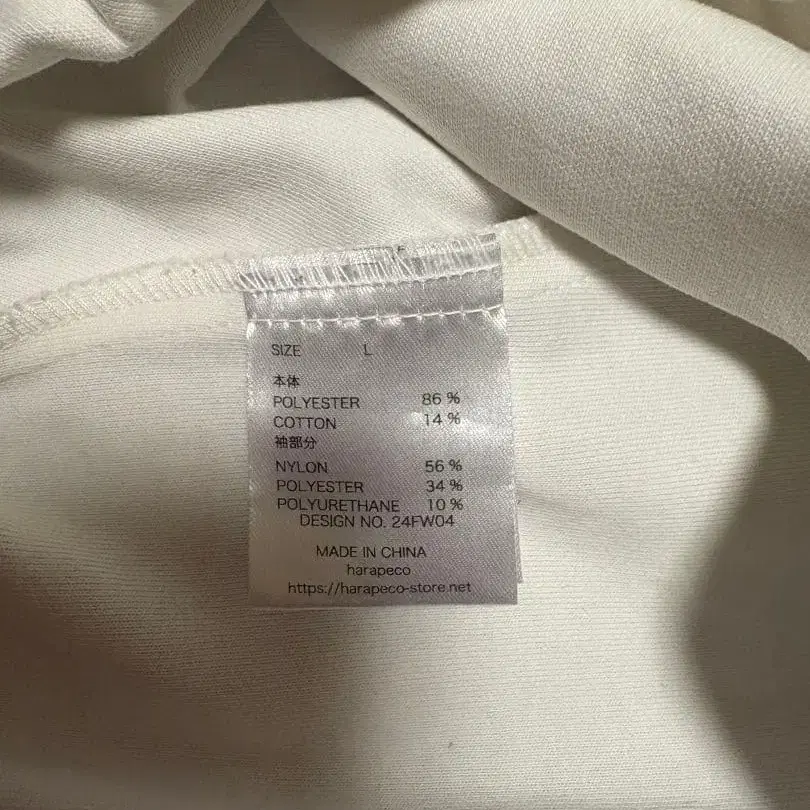 SIZE L
本体
POLYESTER 86 %
COTTON 14 %
袖部分
NYLON 56 %
POLYESTER 34 %
POLYURETHANE 10 %
DESIGN NO. 24FW04
MADE IN CHINA
harapeco
https://harapeco-store.net